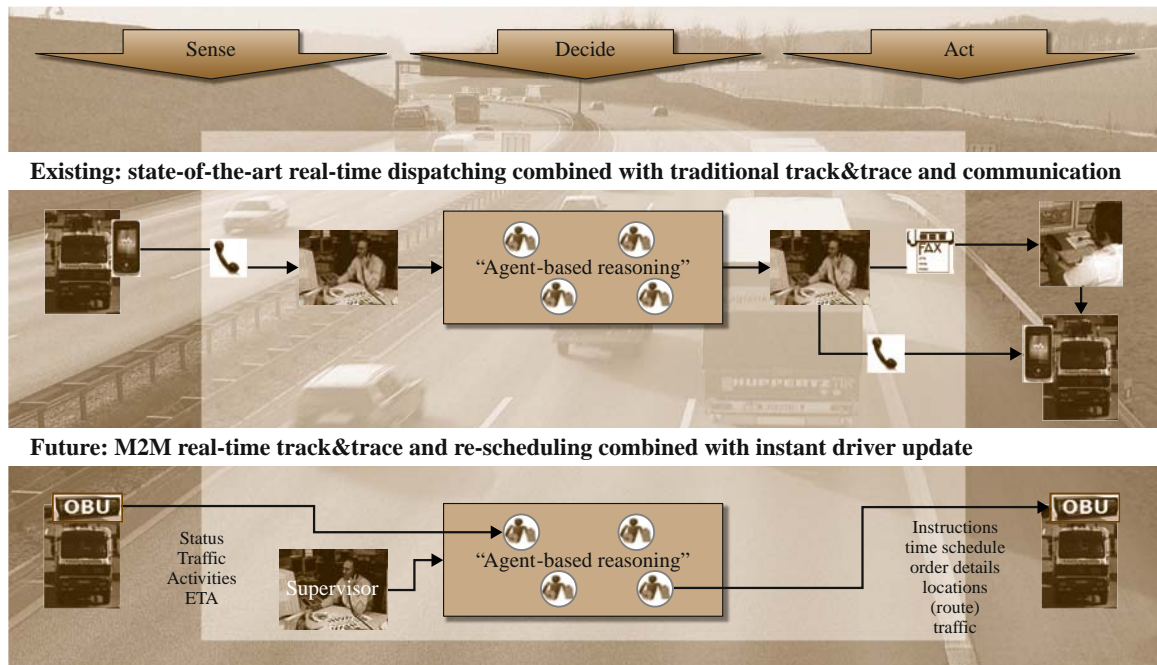 Sense
Decide
Act
Existing: state-of-the-art real-time dispatching combined with traditional track&trace and communication
"Agent-based reasoning"
FAX
HUPPERTZ
Future: M2M real-time track&trace and re-scheduling combined with instant driver update
OBU
Status
Traffic
Activities
ETA
Supervisor
"Agent-based reasoning"
OBU
Instructions
time schedule
order details
locations
(route)
traffic